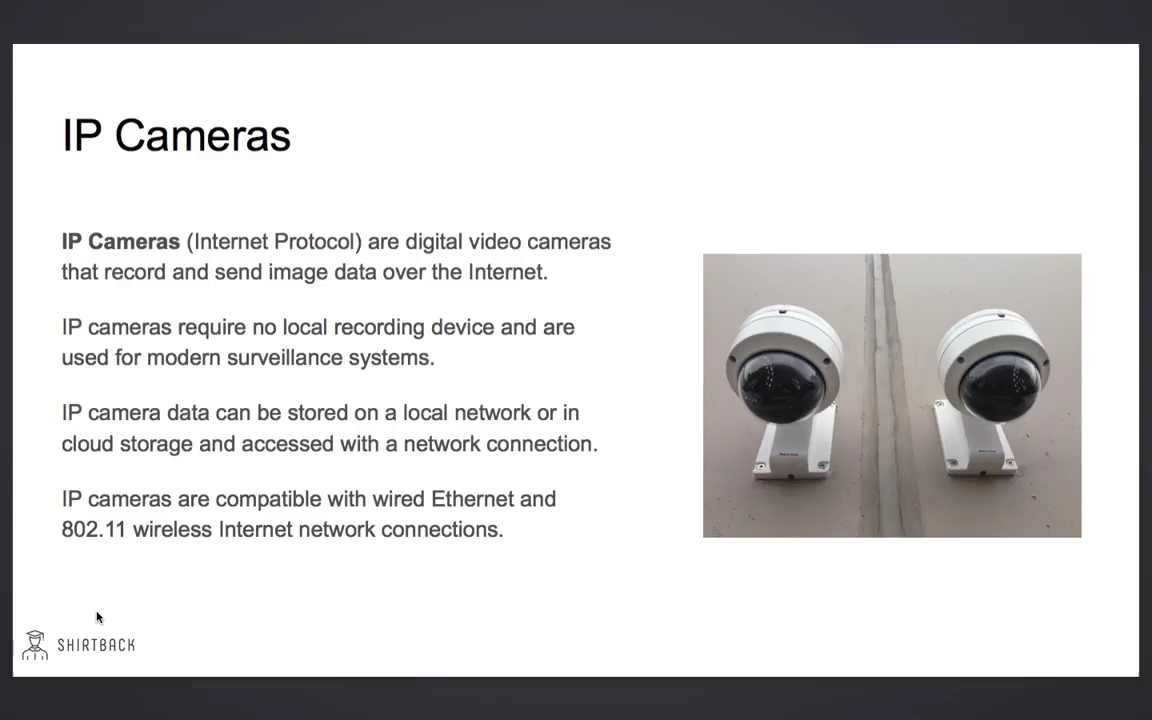 IP Cameras
IP Cameras (Internet Protocol) are digital video cameras
that record and send image data over the Internet.
IP cameras require no local recording device and are
used for modern surveillance systems.
IP camera data can be stored on a local network or in
cloud storage and accessed with a network connection.
IP cameras are compatible with wired Ethernet and
802.11 wireless Internet network connections.
SHIRTBACK